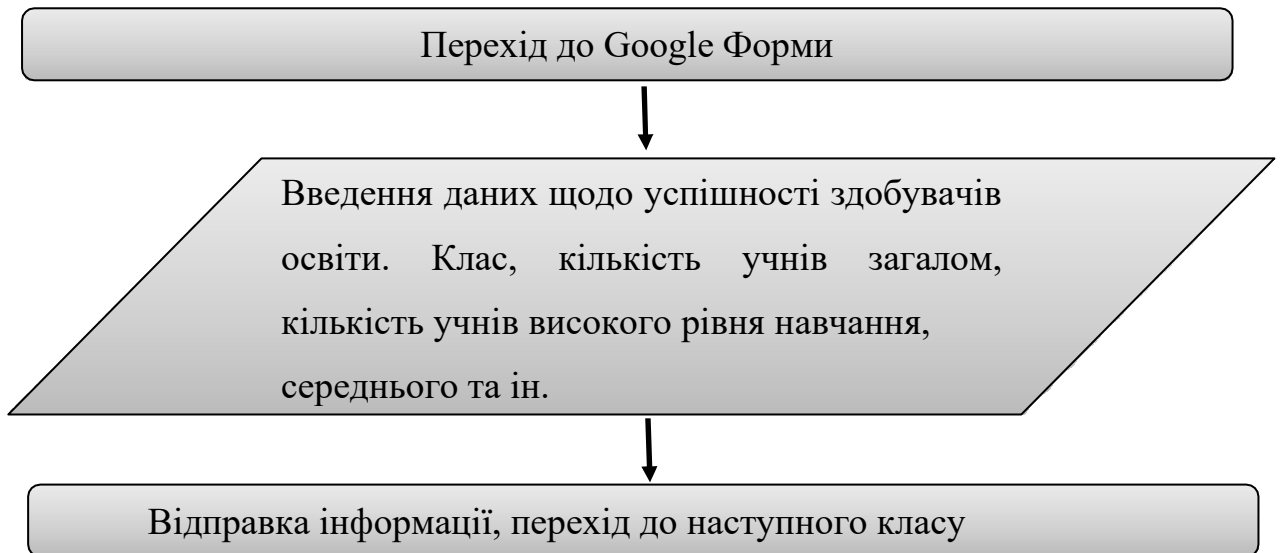 Перехід до Google Форми
Введення даних щодо успішності здобувачів
освіти. Клас, кількість учнів загалом,
кількість учнів високого рівня навчання,
середнього та ін.
Відправка інформації, перехід до наступного класу